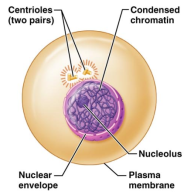 Centrioles
(two pairs)
Condensed
chromatin
Nucleolus
Nuclear
envelope
Plasma
membrane